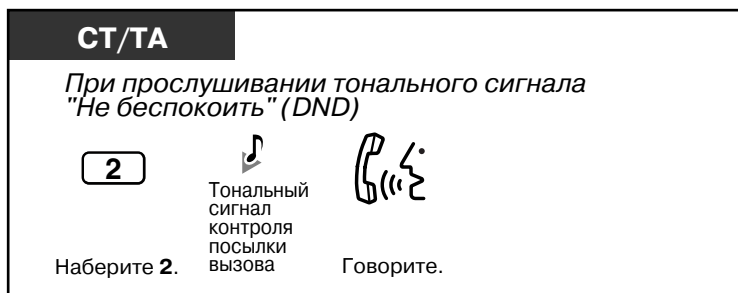 СТ/ТА
При прослушивании тонального сигнала
"Не беспокоить" (DND)
2
Тональный
сигнал
контроля
посылки
вызова
Наберите 2.
Говорите.